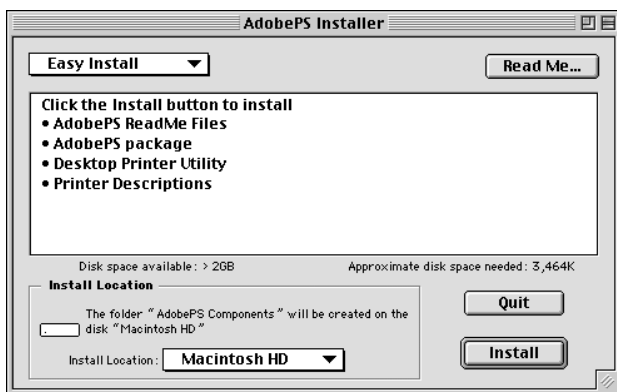 AdobePS Installer
Easy Install
Read Me...
Click the Install button to install
• AdobePS ReadMe Files
• AdobePS package
• Desktop Printer Utility
• Printer Descriptions
Disk space available: > 2GB
Approximate disk space needed: 3,464K
Install Location
The folder "AdobePS Components" will be created on the
disk "Macintosh HD"
Install Location: Macintosh HD
Quit
Install